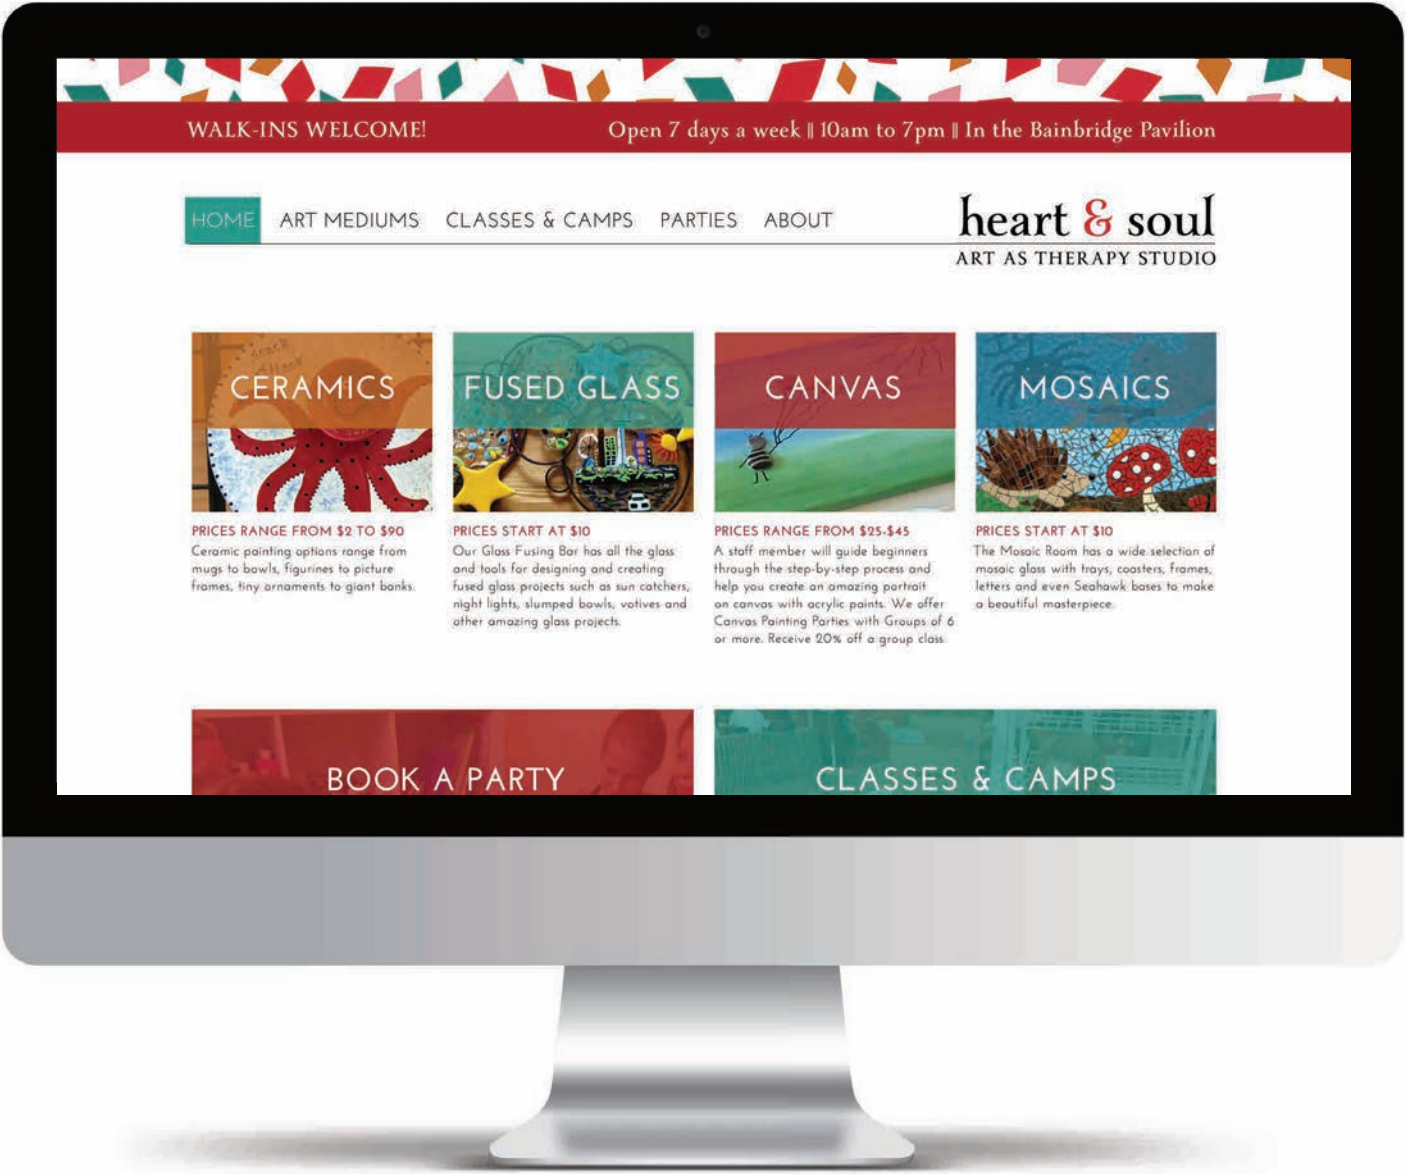 WALK-INS WELCOME!
Open 7 days a week || 10am to 7pm || In the Bainbridge Pavilion
HOME
ART MEDIUMS
CLASSES & CAMPS
PARTIES
ABOUT
heart & soul
ART AS THERAPY STUDIO
CERAMICS
PRICES RANGE FROM $2 TO $90
Ceramic painting options range from
mugs to bowls, figurines to picture
frames, tiny ornaments to giant banks.
FUSED GLASS
PRICES START AT $10
Our Glass Fusing Bar has all the glass
and tools for designing and creating
fused glass projects such as sun catchers,
night lights, slumped bowls, votives and
other amazing glass projects.
CANVAS
PRICES RANGE FROM $25-$45
A staff member will guide beginners
through the step-by-step process and
help you create an amazing portrait
on canvas with acrylic paints. We offer
Canvas Painting Parties with Groups of 6
or more. Receive 20% off a group class.
MOSAICS
PRICES START AT $10
The Mosaic Room has a wide selection of
mosaic glass with trays, coasters, frames,
letters and even Seahawk bases to make
a beautiful masterpiece.
BOOK A PARTY
CLASSES & CAMPS